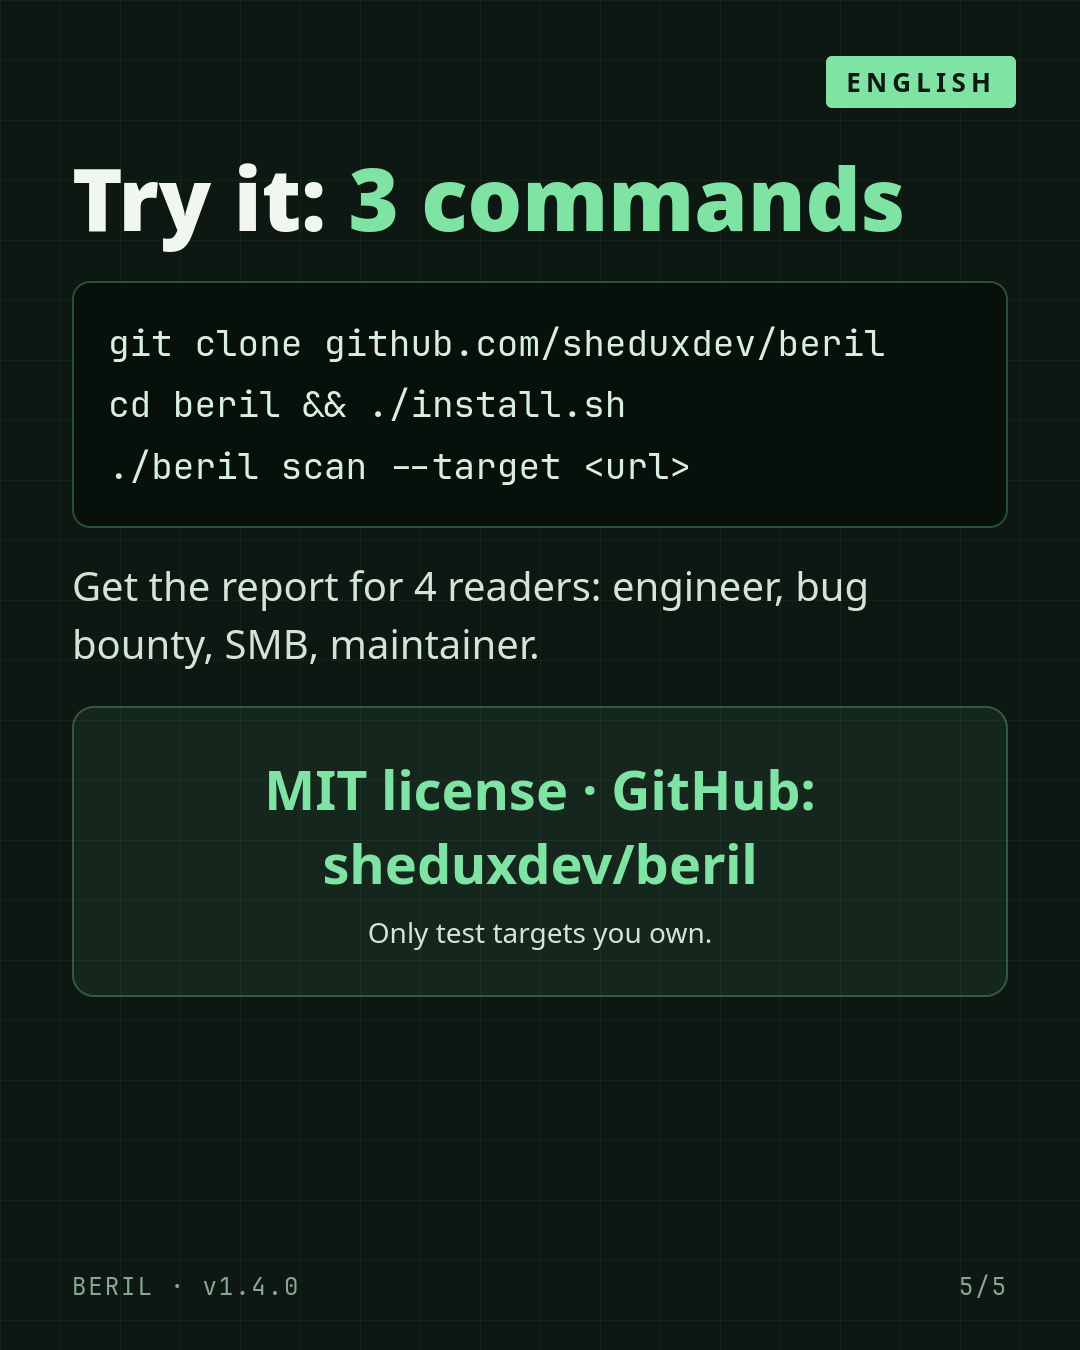 ENGLISH
Try it: 3 commands
git clone github.com/sheduxdev/beril
cd beril && ./install.sh
./beril scan --target <url>
Get the report for 4 readers: engineer, bug
bounty, SMB, maintainer.
MIT license · GitHub:
sheduxdev/beril
Only test targets you own.
BERIL · v1.4.0
5/5